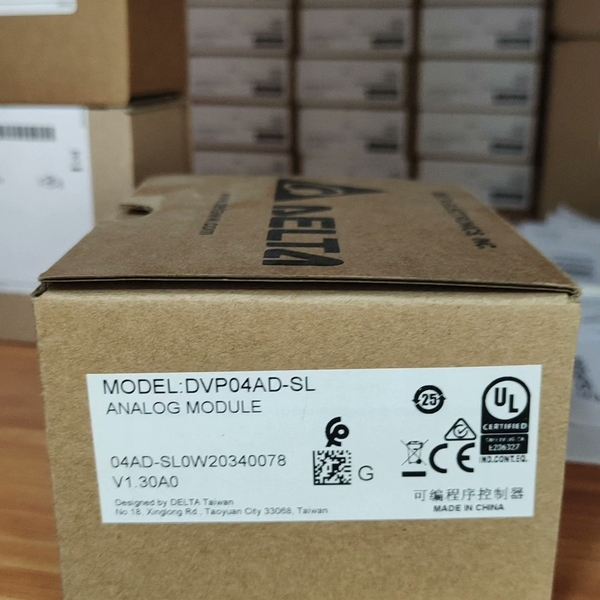 DELTA
MODEL:DVP04AD-SL
ANALOG MODULE
04AD-SL0W20340078
V1.30A0
G
Designed by DELTA Taiwan
No.18, Xinglong Rd., Taoyuan City 33068, Taiwan
25
CE
UL
CERTIFIED
E236327
IND.CONT.EQ.
可编程序控制器
MADE IN CHINA